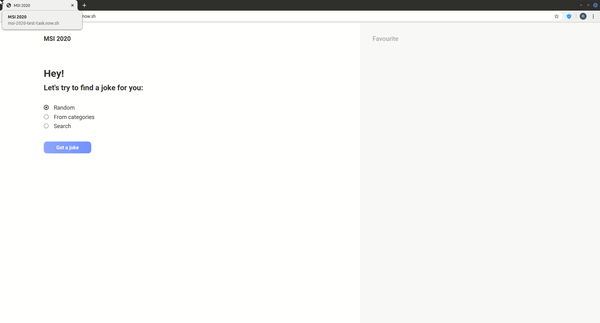 MSI 2020
MSI 2020
msi-2020-test-task.now.sh
now.sh
MSI 2020
Favourite
Hey!
Let's try to find a joke for you:
Random
From categories
Search
Get a joke